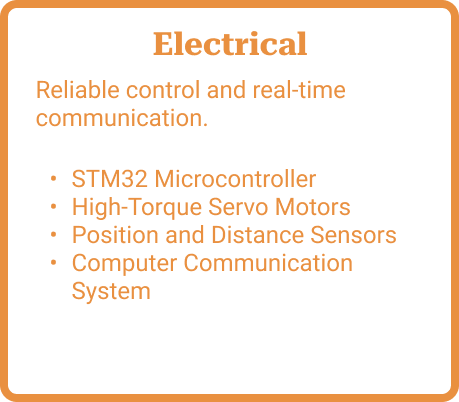 Electrical
Reliable control and real-time
communication.
• STM32 Microcontroller
• High-Torque Servo Motors
• Position and Distance Sensors
• Computer Communication
System